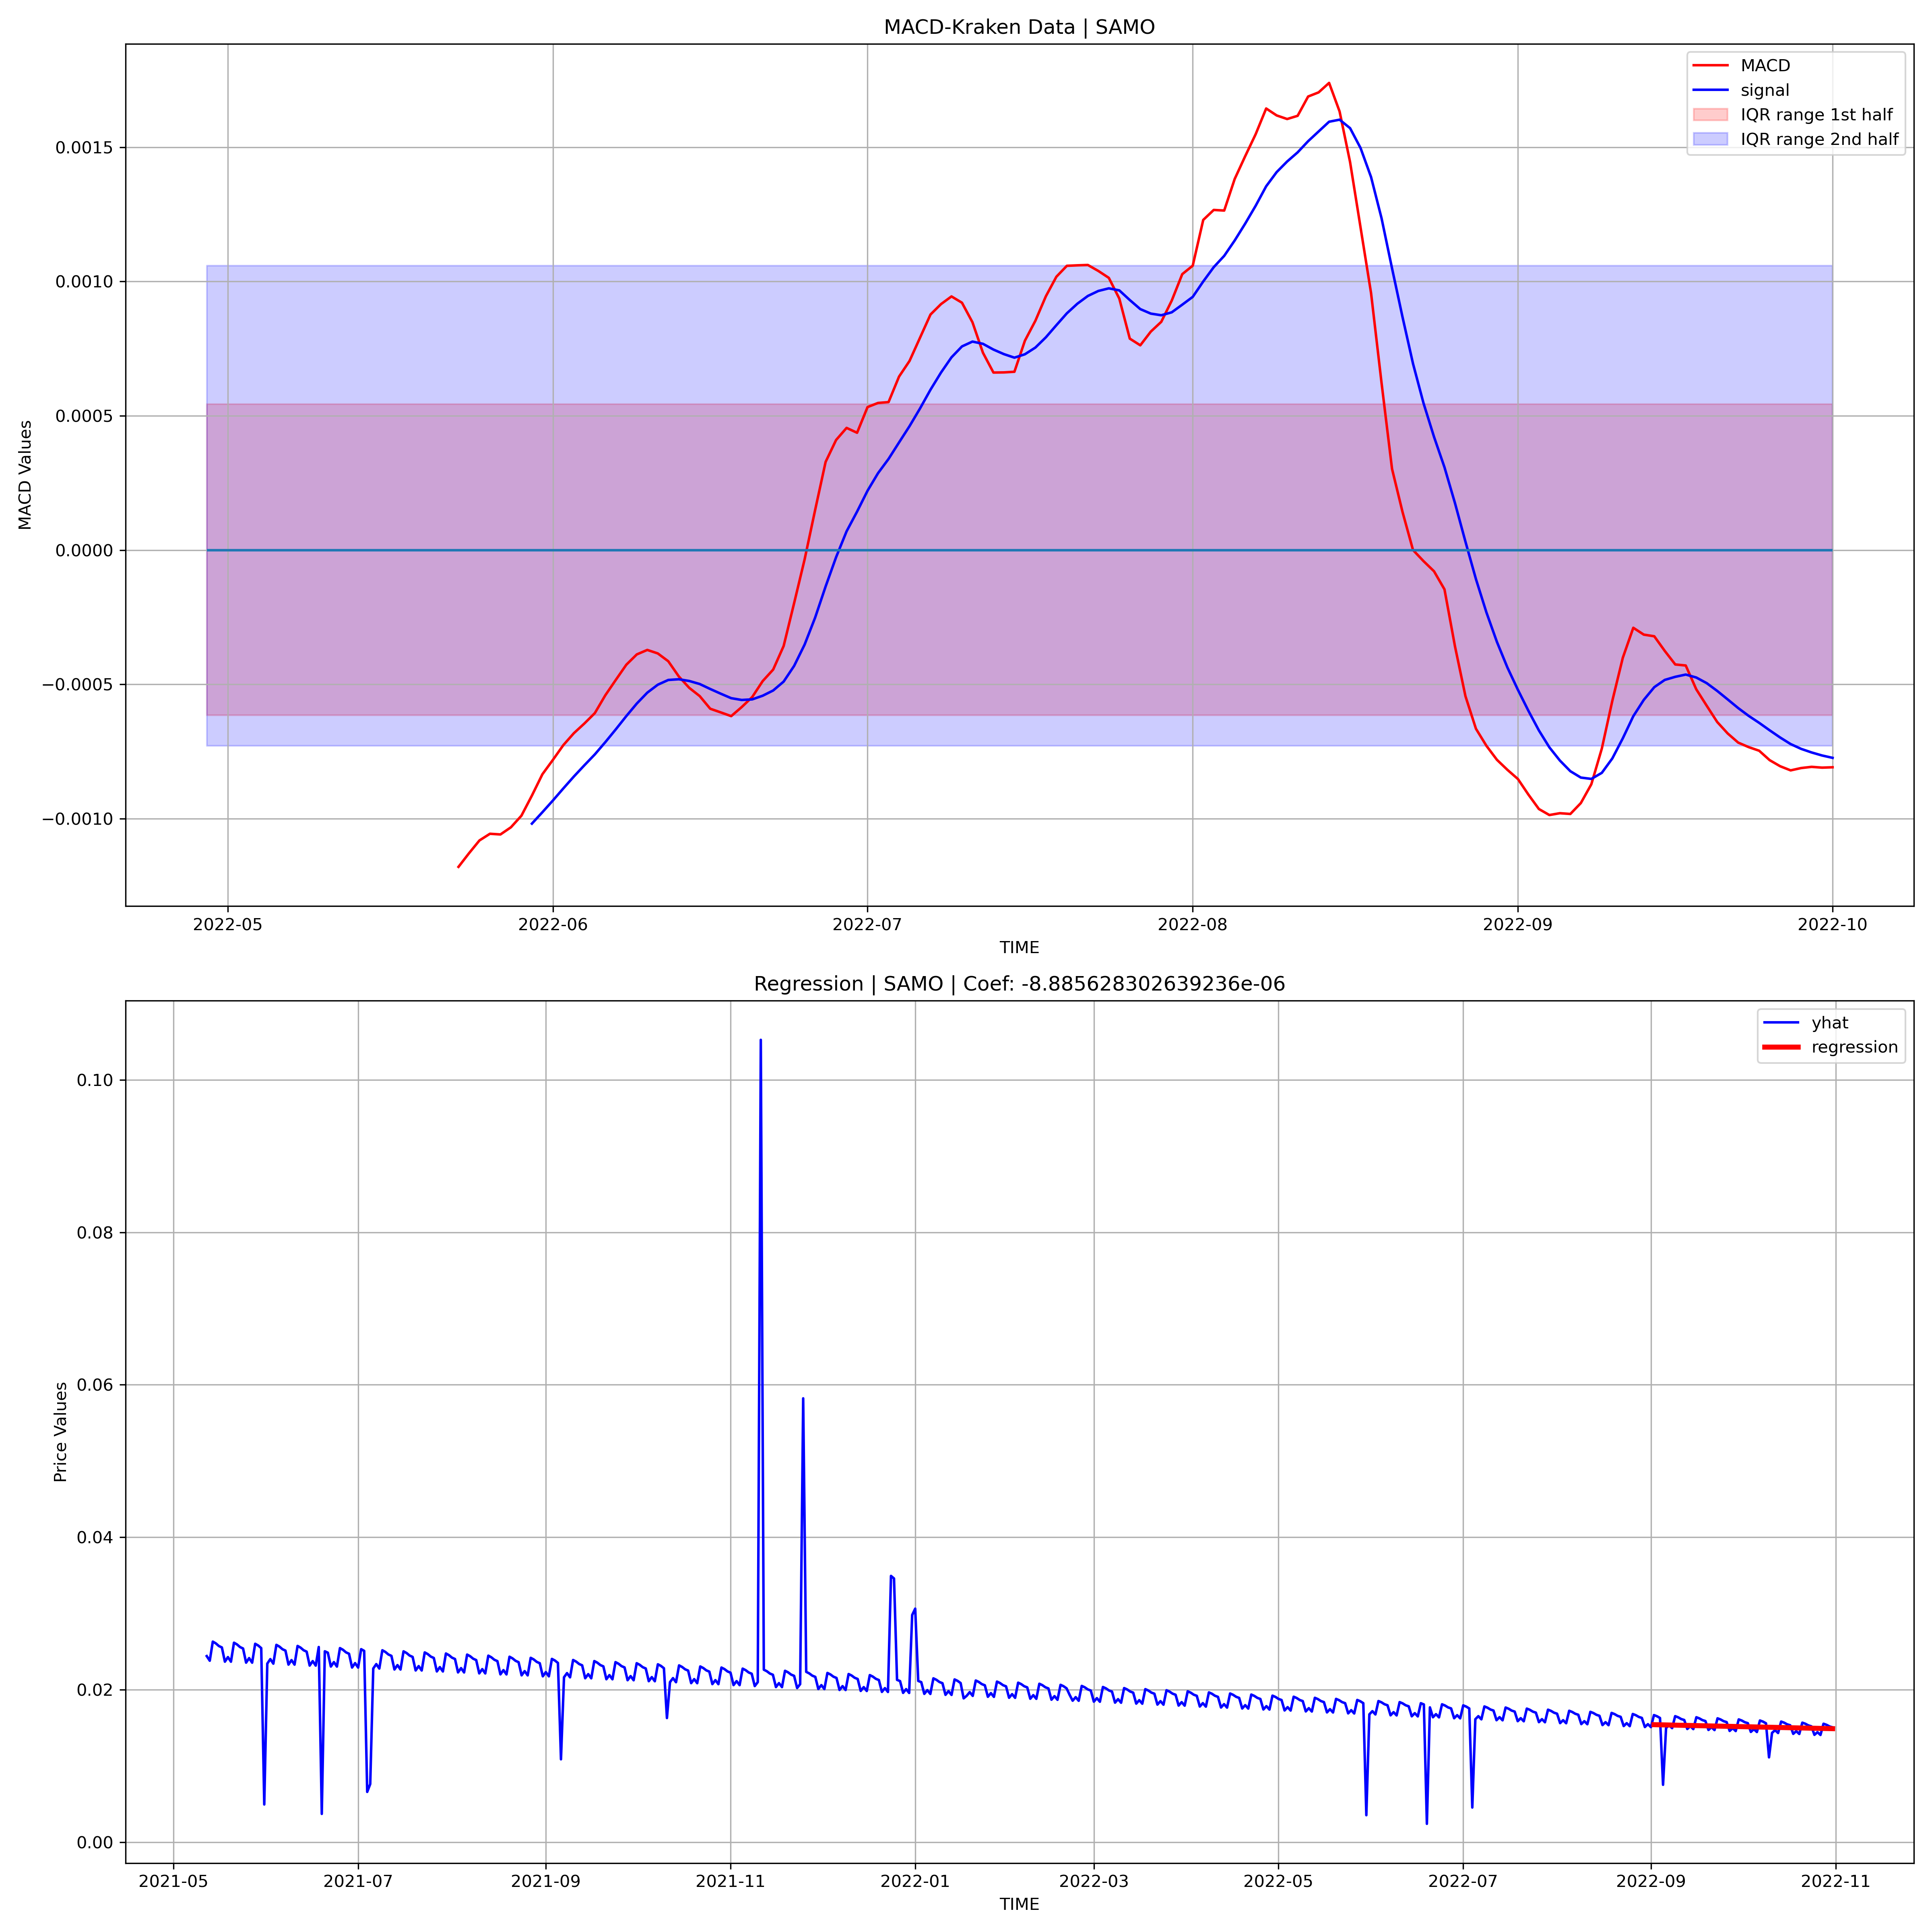 MACD-Kraken Data | SAMO
MACD
signal
IQR range 1st half
IQR range 2nd half
MACD Values
0.0015
0.0010
0.0005
0.0000
−0.0005
−0.0010
2022-05 2022-06 2022-07 2022-08 2022-09 2022-10
TIME
Regression | SAMO | Coef: -8.885628302639236e-06
yhat
regression
Price Values
0.10
0.08
0.06
0.04
0.02
0.00
2021-05 2021-07 2021-09 2021-11 2022-01 2022-03 2022-05 2022-07 2022-09 2022-11
TIME